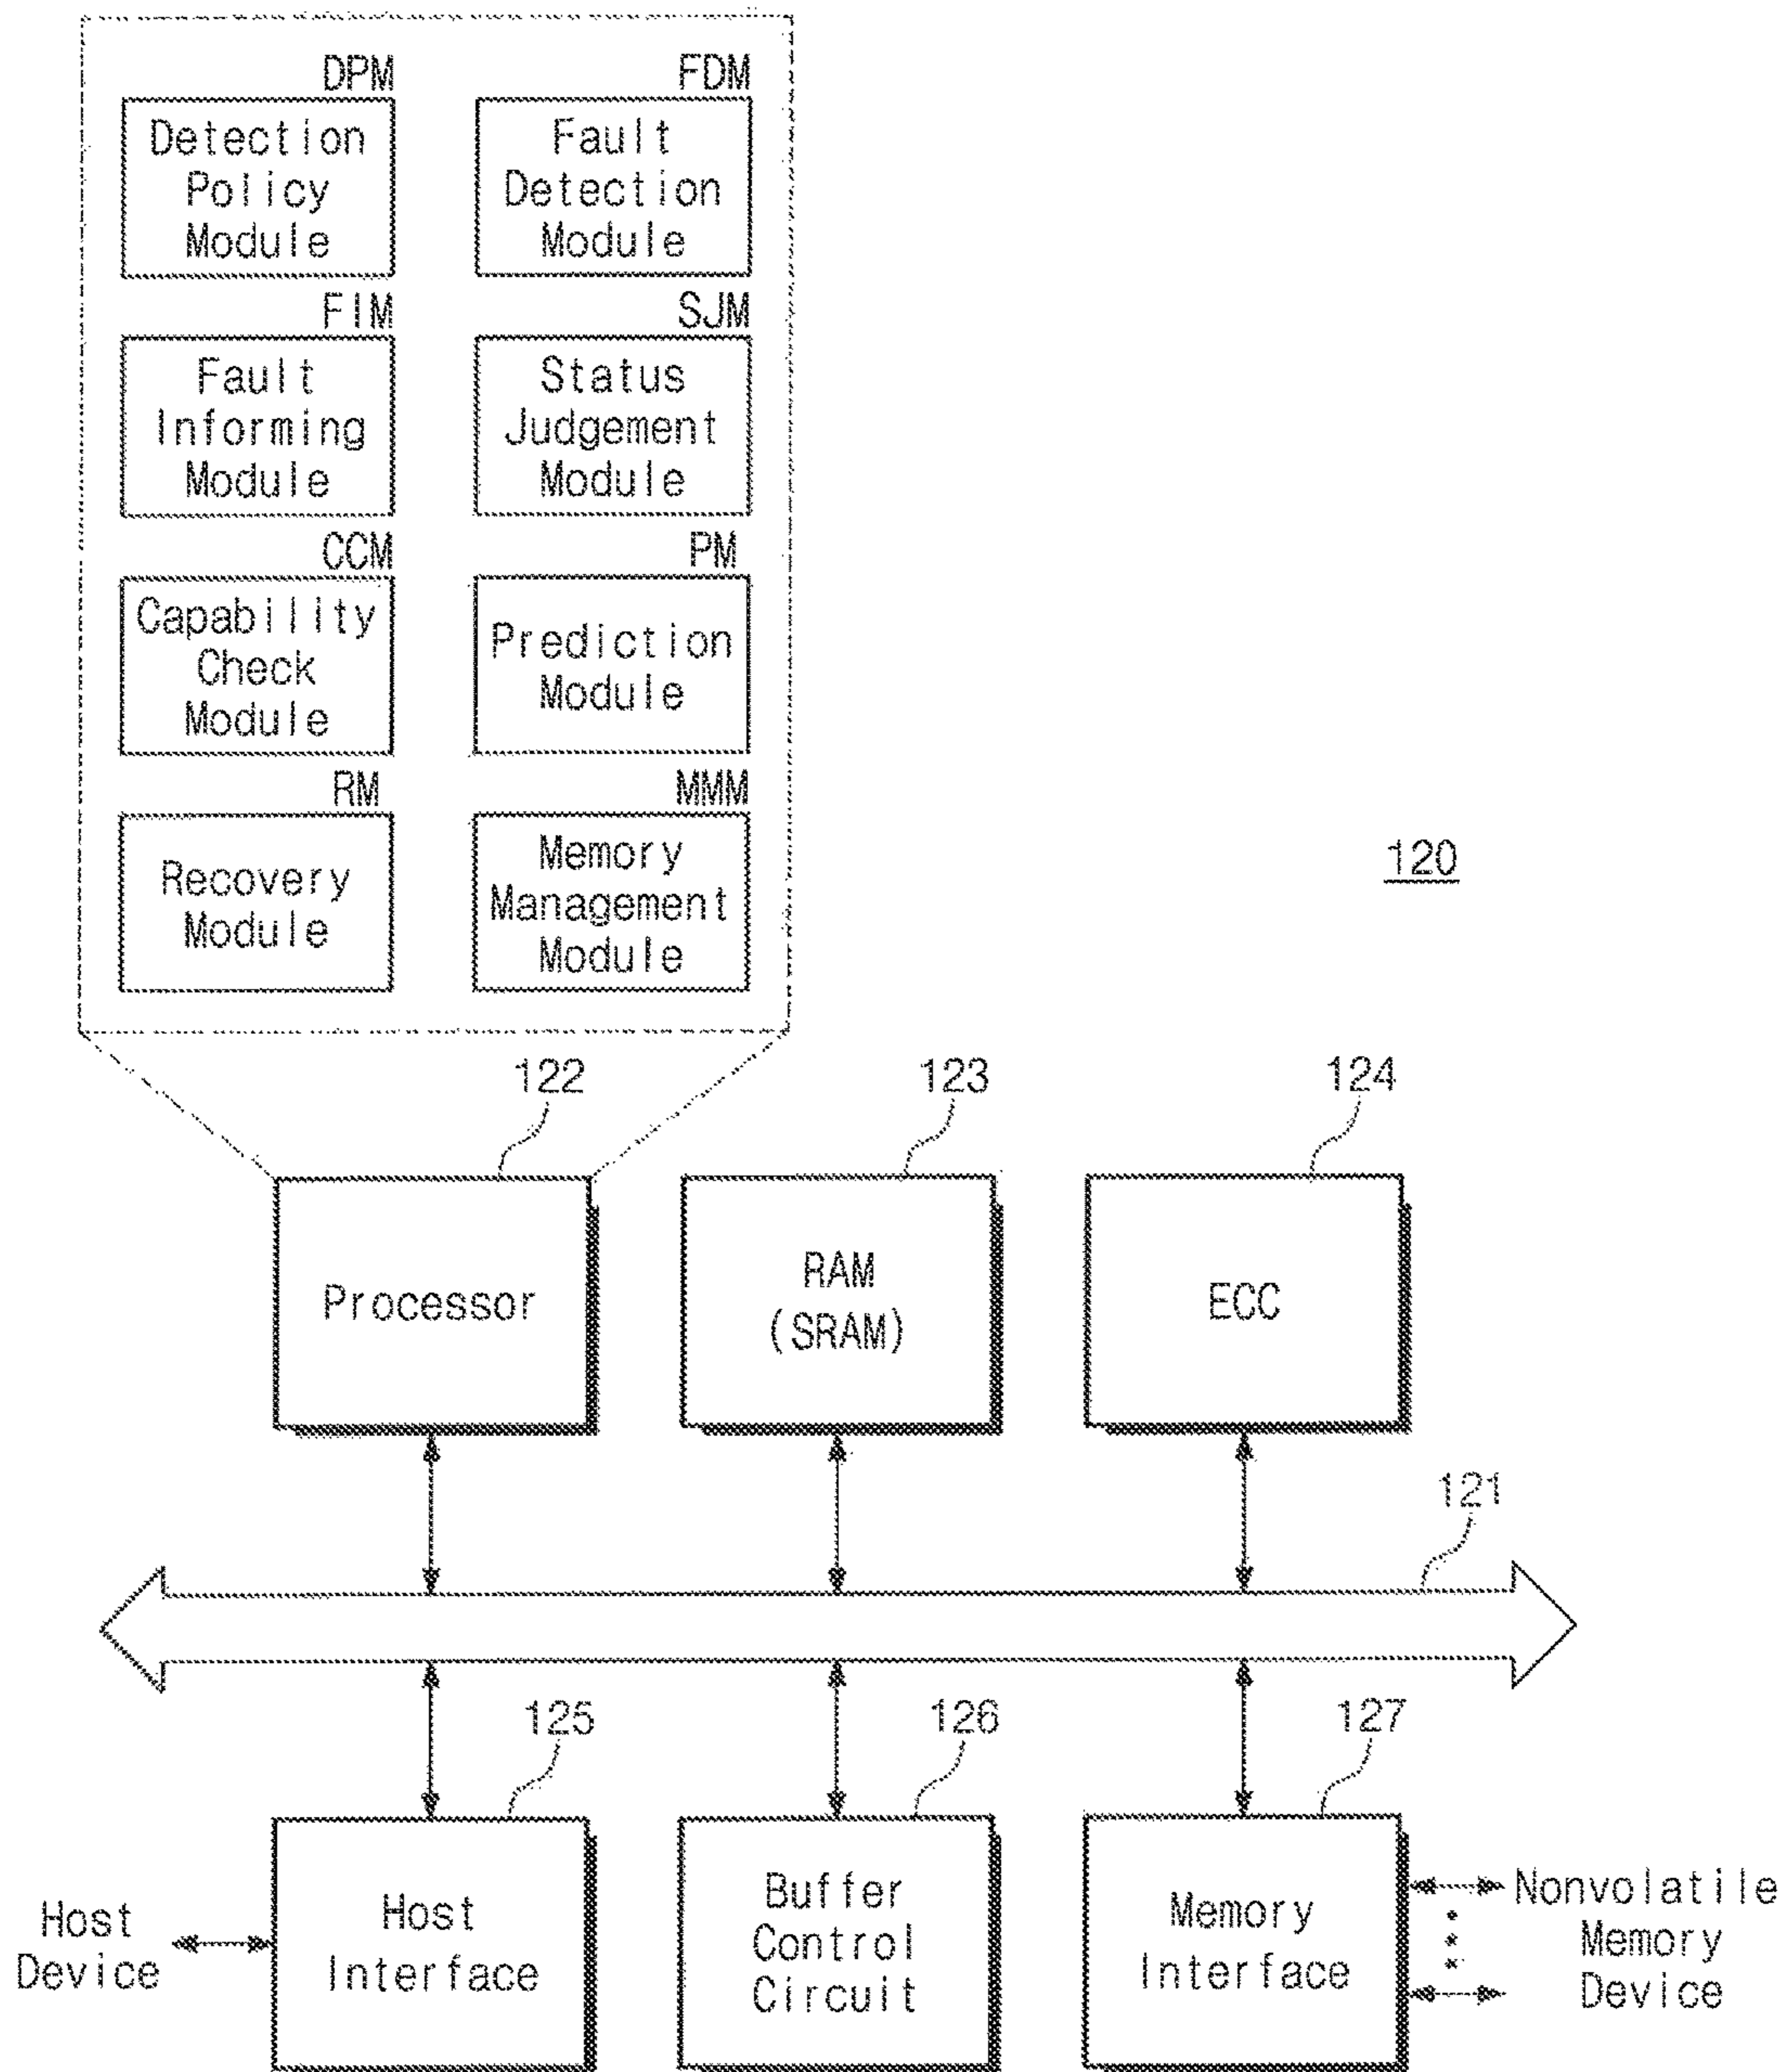 DPM
FDM
Detection
Policy
Module
Fault
Detection
Module
FIM
SJM
Fault
Informing
Module
Status
Judgement
Module
CCM
PM
Capability
Check
Module
Prediction
Module
RM
MMM
Recovery
Module
Memory
Management
Module
120
122
123
124
Processor
RAM
(SRAM)
ECC
121
125
126
127
Host
Device
Host
Interface
Buffer
Control
Circuit
Memory
Interface
Nonvolatile
Memory
Device